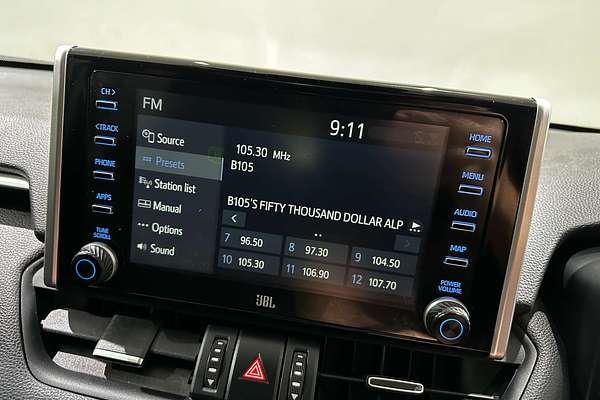 CH >
< TRACK
PHONE
APPS
TUNE
SCROLL
FM
9:11
Source
Presets
Station list
Manual
Options
Sound
105.30 MHz
B105
B105'S FIFTY THOUSAND DOLLAR ALP
7 96.50
8 97.30
9 104.50
10 105.30
11 106.90
12 107.70
JBL
HOME
MENU
AUDIO
MAP
POWER
VOLUME